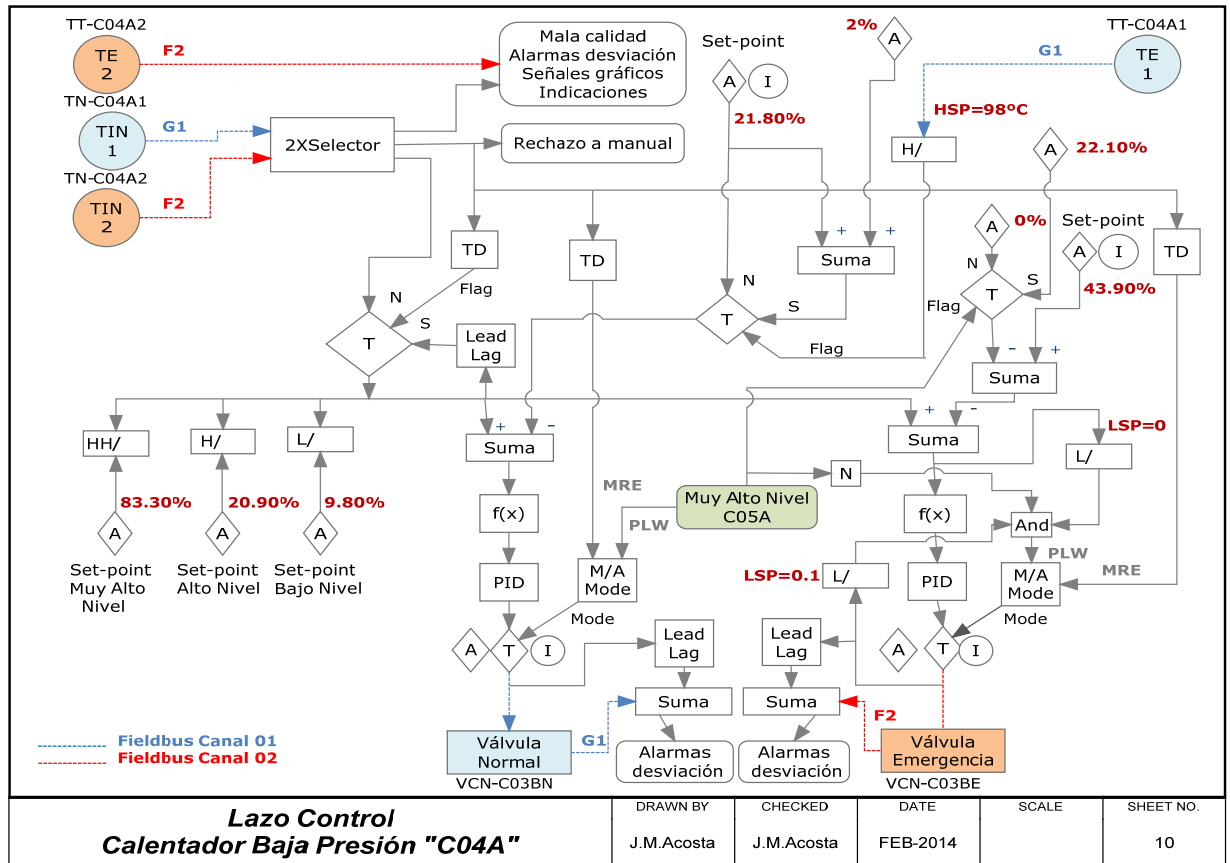 TT-C04A2
TE
2
F2
TN-C04A1
TIN
1
G1
TN-C04A2
TIN
2
F2
2XSelector
Mala calidad
Alarmas desviación
Señales gráficos
Indicaciones
Rechazo a manual
Set-point
A
I
21.80%
2%
A
TT-C04A1
TE
1
G1
HSP=98ºC
H/
A
22.10%
A
0%
Set-point
A
I
43.90%
TD
TD
TD
+
+
Suma
N
Flag
S
T
N
S
T
Flag
N
S
T
Flag
-
+
Suma
Lead
Lag
HH/
H/
L/
83.30%
20.90%
9.80%
A
A
A
Set-point
Muy Alto
Nivel
Set-point
Alto Nivel
Set-point
Bajo Nivel
+
-
Suma
f(x)
PID
MRE
PLW
M/A
Mode
Mode
A
T
I
Muy Alto Nivel
C05A
N
+
-
Suma
LSP=0
L/
f(x)
And
PLW
MRE
LSP=0.1
L/
PID
M/A
Mode
Mode
A
T
I
Lead
Lag
Suma
Alarmas
desviación
Lead
Lag
Suma
Alarmas
desviación
G1
F2
Válvula
Normal
VCN-C03BN
Válvula
Emergencia
VCN-C03BE
Fieldbus Canal 01
Fieldbus Canal 02
Lazo Control
Calentador Baja Presión "C04A"
DRAWN BY
J.M.Acosta
CHECKED
J.M.Acosta
DATE
FEB-2014
SCALE
SHEET NO.
10